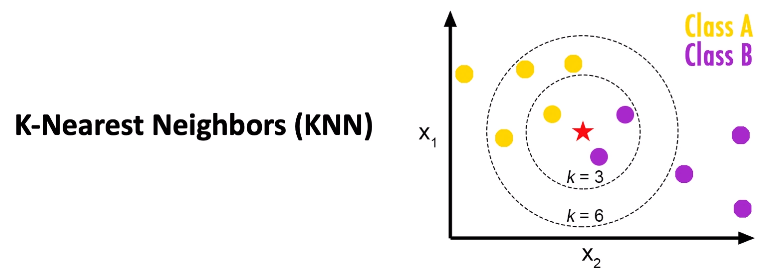 Class A
Class B
K-Nearest Neighbors (KNN)
x1
k = 3
k = 6
x2